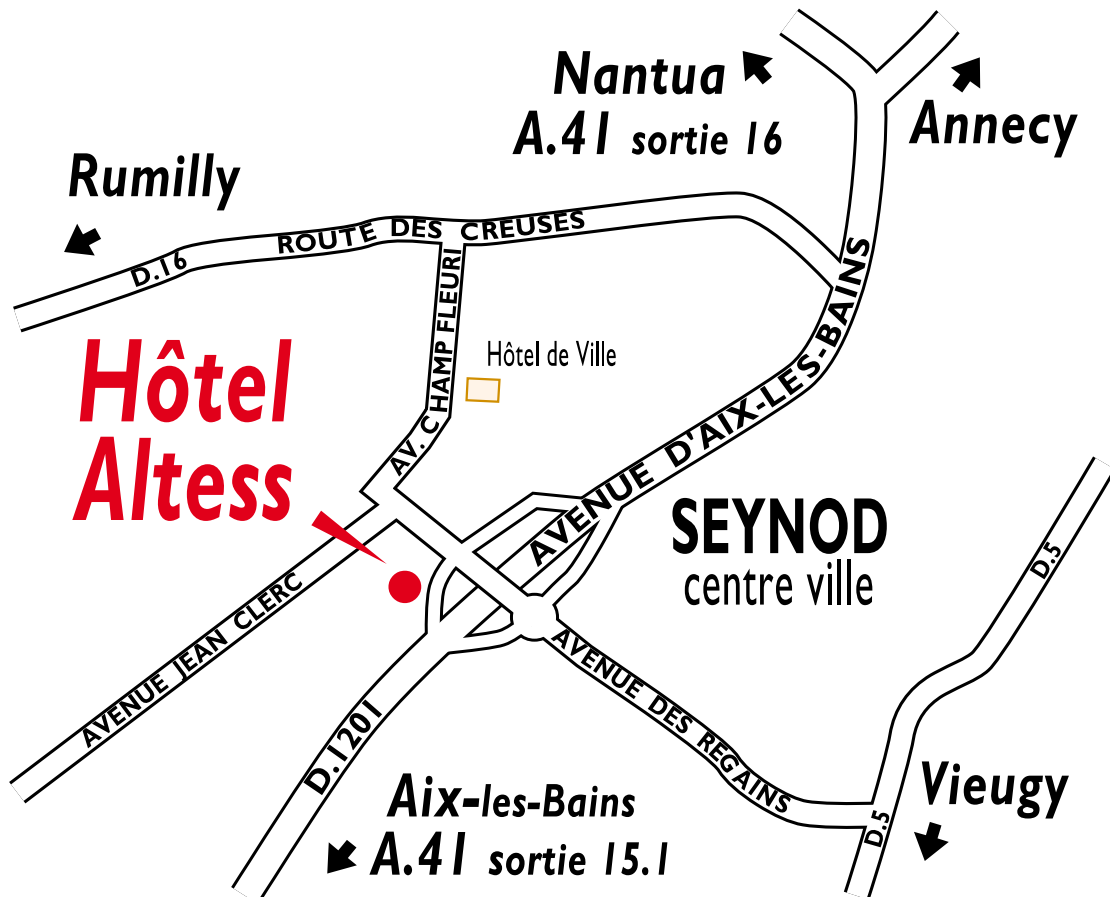 Nantua
A.41 sortie 16
Annecy
Rumilly
D.16
ROUTE DES CREUSES
AV. CHAMP FLEURI
Hôtel de Ville
AVENUE D'AIX-LES-BAINS
Hôtel
Altess
SEYNOD
centre ville
AVENUE JEAN CLERC
D.1201
AVENUE DES REGAINS
D.5
D.5
Vieugy
Aix-les-Bains
A.41 sortie 15.1